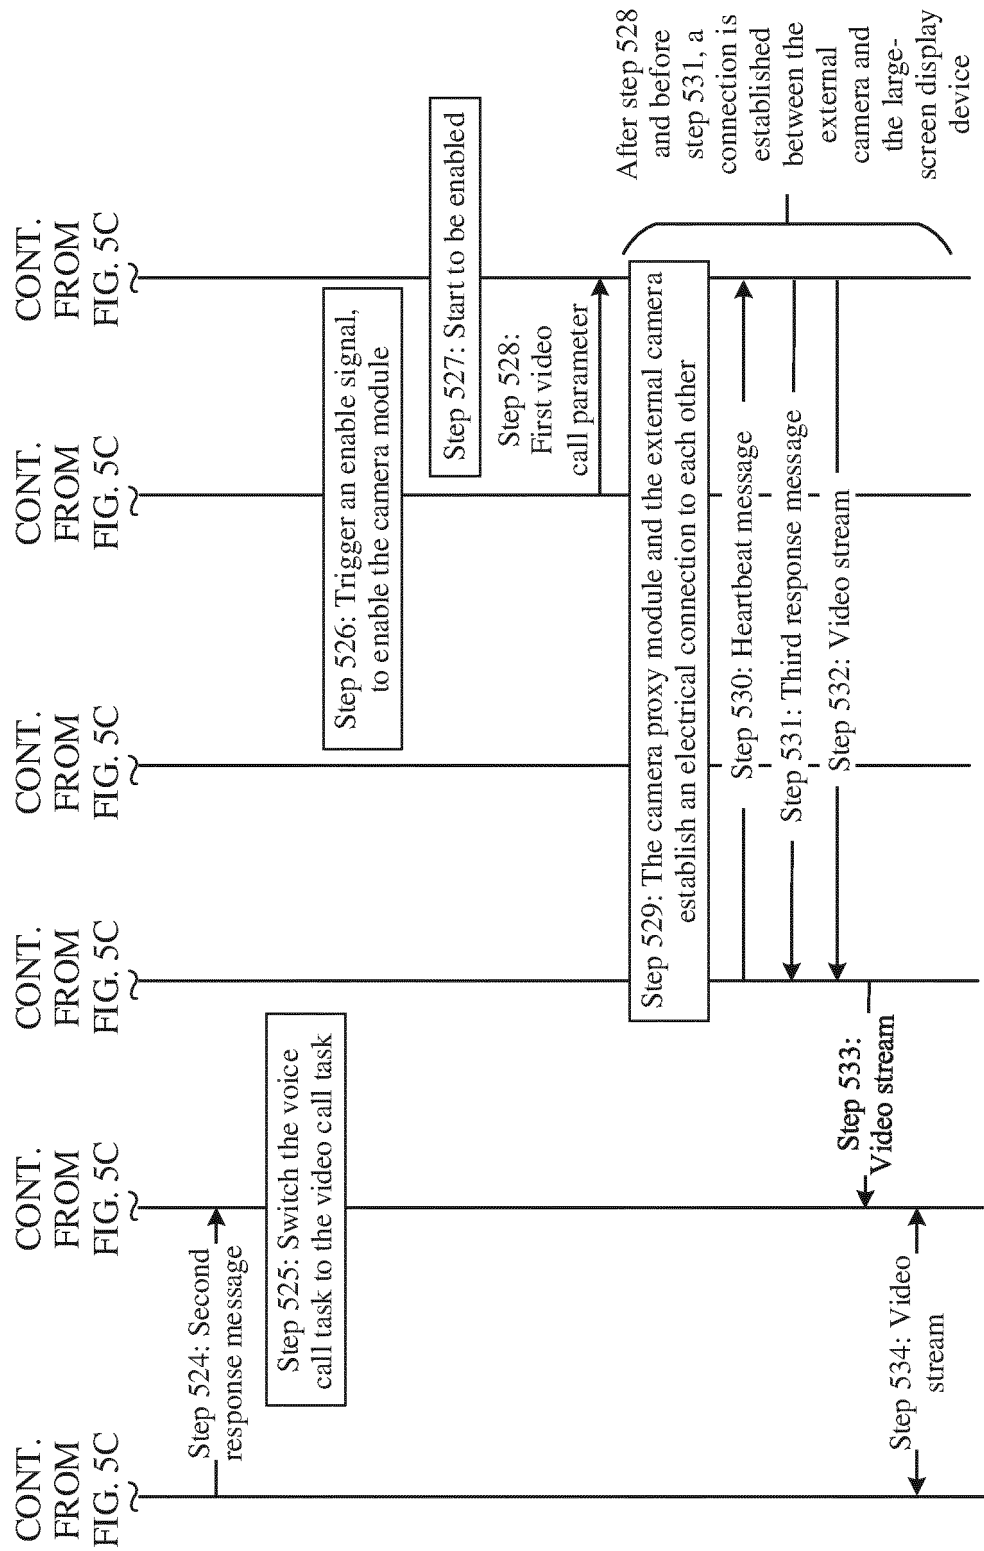 CONT.
FROM
FIG. 5C
CONT.
FROM
FIG. 5C
CONT.
FROM
FIG. 5C
CONT.
FROM
FIG. 5C
CONT.
FROM
FIG. 5C
CONT.
FROM
FIG. 5C
Step 524: Second
response message
Step 525: Switch the voice
call task to the video call task
Step 526: Trigger an enable signal,
to enable the camera module
Step 527: Start to be enabled
Step 528:
First video
call parameter
Step 529: The camera proxy module and the external camera
establish an electrical connection to each other
Step 530: Heartbeat message
Step 531: Third response message
Step 532: Video stream
After step 528
and before
step 531, a
connection is
established
between the
external
camera and
the large-
screen display
device
Step 533:
Video stream
Step 534: Video
stream